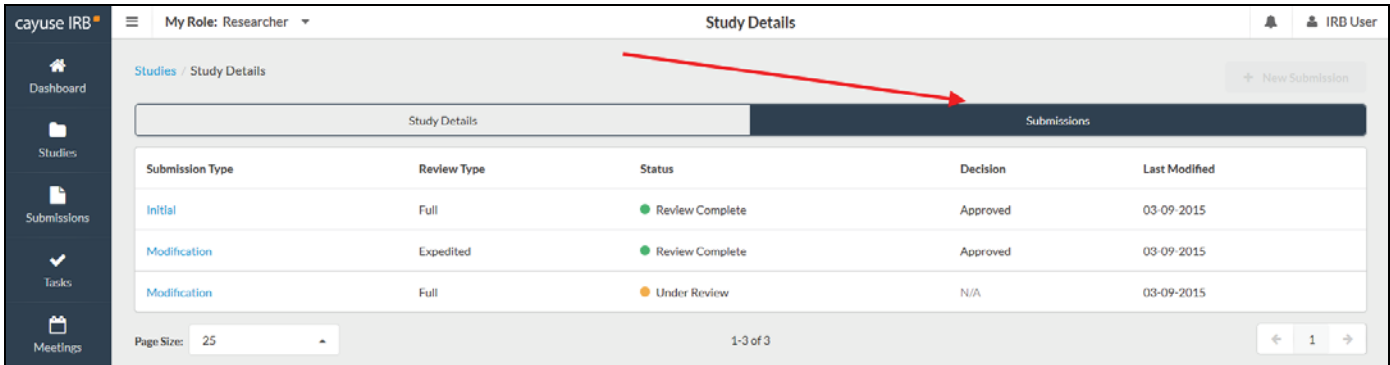 cayuse IRB
My Role: Researcher
Study Details
IRB User
Dashboard
Studies
Submissions
Tasks
Meetings
Studies / Study Details
+ New Submission
Study Details
Submissions
Submission Type Review Type Status Decision Last Modified
Initial Full Review Complete Approved 03-09-2015
Modification Expedited Review Complete Approved 03-09-2015
Modification Full Under Review N/A 03-09-2015
Page Size: 25
1-3 of 3
← 1 →